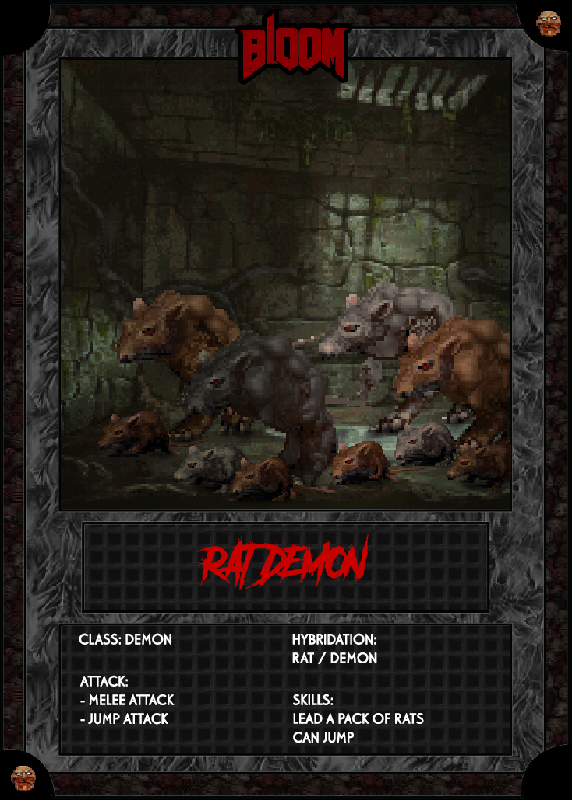 BLOOM
RAT DEMON
CLASS: DEMON
ATTACK:
- MELEE ATTACK
- JUMP ATTACK
HYBRIDATION:
RAT / DEMON
SKILLS:
LEAD A PACK OF RATS
CAN JUMP